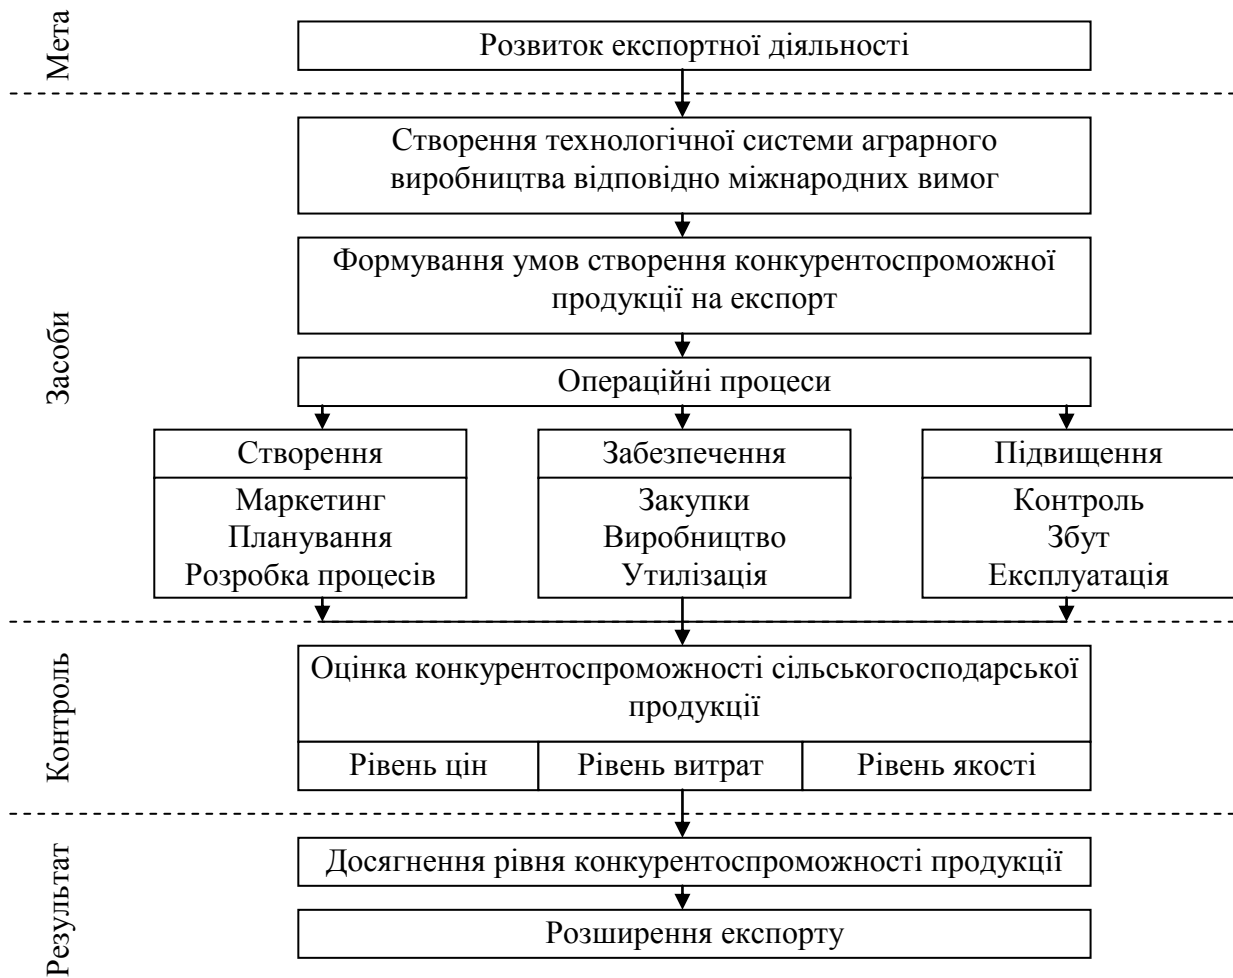 Мета
Розвиток експортної діяльності
Засоби
Створення технологічної системи аграрного
виробництва відповідно міжнародних вимог
Формування умов створення конкурентоспроможної
продукції на експорт
Операційні процеси
Створення
Маркетинг
Планування
Розробка процесів
Забезпечення
Закупки
Виробництво
Утилізація
Підвищення
Контроль
Збут
Експлуатація
Контроль
Оцінка конкурентоспроможності сільськогосподарської
продукції
Рівень цін
Рівень витрат
Рівень якості
Результат
Досягнення рівня конкурентоспроможності продукції
Розширення експорту